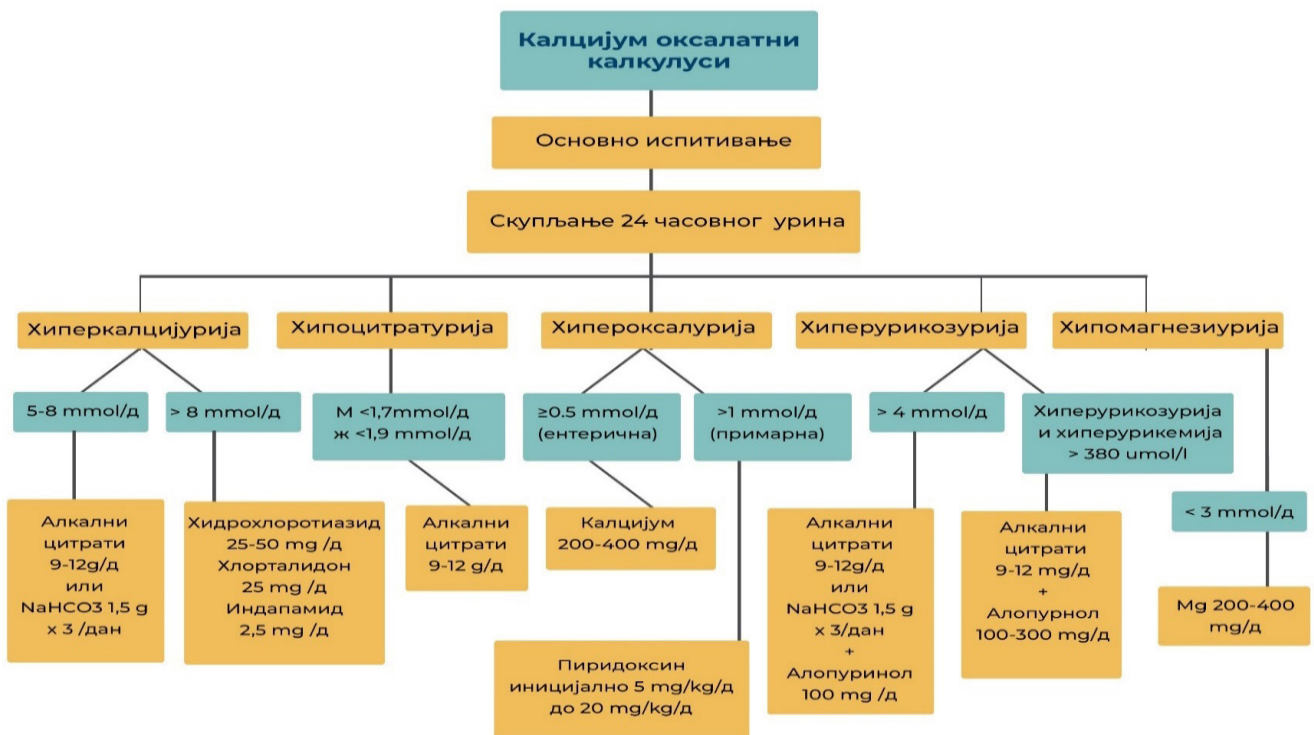 Калцијум оксалатни
калкулуси
Основно испитивање
Скупљање 24 часовног урина
Хиперкалцијурија
Хипоцитратурија
Хипероксалурија
Хиперурикозурија
Хипомагнезиурија
5-8 mmol/д
> 8 mmol/д
М <1,7mmol/д
ж <1,9 mmol/д
≥0.5 mmol/д
(ентерична)
>1 mmol/д
(примарна)
> 4 mmol/д
Хиперурикозурија
и хиперурикемија
> 380 umol/l
< 3 mmol/д
Алкални
цитрати
9-12g/д
или
NaHCO3 1,5 g
x 3 /дан
Хидрохлоротиазид
25-50 mg /д
Хлорталидон
25 mg /д
Индапамид
2,5 mg /д
Алкални
цитрати
9-12 g/д
Калцијум
200-400 mg/д
Пиридоксин
иницијално 5 mg/kg/д
до 20 mg/kg/д
Алкални
цитрати
9-12g/д
или
NaHCO3 1,5 g
x 3/дан
+
Алопуринол
100 mg /д
Алкални
цитрати
9-12 mg/д
+
Алопурнол
100-300 mg/д
Mg 200-400
mg/д